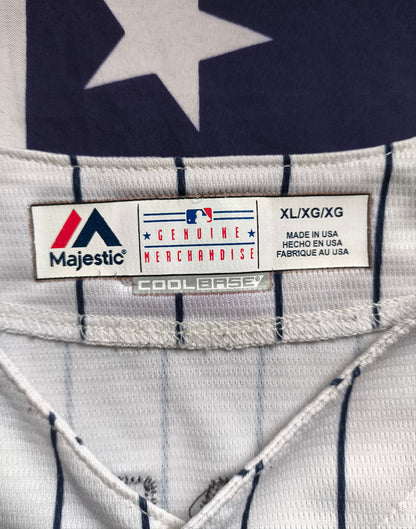 Majestic
GENUINE
MERCHANDISE
XL/XG/XG
MADE IN USA
HECHO EN USA
FABRIQUE AU USA
COOLBASE